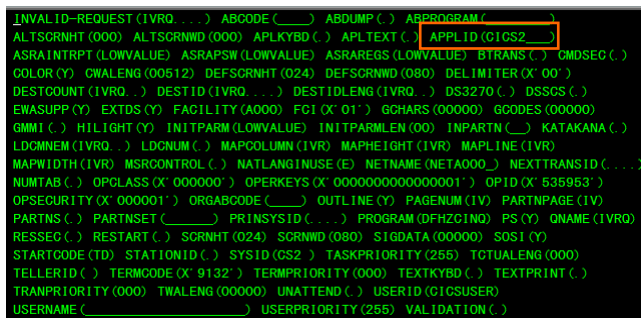 INVALID-REQUEST(IVRQ....) ABCODE(____) ABDUMP(.) ABPROGRAM(________)
ALTSCRNHT(000) ALTSCRNWD(000) APLKYBD(.) APLTEXT(.) APPLID(CICS2___)
ASRAINTRPT(LOWVALUE) ASRAPSW(LOWVALUE) ASRAREGS(LOWVALUE) BTRANS(.) CMDSEC(.)
COLOR(Y) CWALENG(00512) DEFSCRNHT(024) DEFSCRNWD(080) DELIMITER(X'00')
DESTCOUNT(IVRQ..) DESTID(IVRQ....) DESTIDLENG(IVRQ..) DS3270(.) DSSCS(.)
EWASUPP(Y) EXTDS(Y) FACILITY(A000) FCI(X'01') GCHARS(00000) GCODES(00000)
GMMI(.) HILIGHT(Y) INITPARM(LOWVALUE) INITPARMLEN(00) INPARTN(__) KATAKANA(.)
LDCMNEM(IVRQ..) LDCNUM(.) MAPCOLUMN(IVR) MAPHEIGHT(IVR) MAPLINE(IVR)
MAPWIDTH(IVR) MSRCONTROL(.) NATLANGINUSE(E) NETNAME(NETA000_) NEXTTRANSID(....)
NUMTAB(.) OPCLASS(X'000000') OPERKEYS(X'0000000000000001') OPID(X'535953')
OPSECURITY(X'000001') ORGABCODE(____) OUTLINE(Y) PAGENUM(IV) PARTNPAGE(IV)
PARTNS(.) PARTNSET(______) PRINSYSID(....) PROGRAM(DFHZCINQ) PS(Y) QNAME(IVRQ)
RESSEC(.) RESTART(.) SCRNHT(024) SCRNWD(080) SIGDATA(00000) SOSI(Y)
STARTCODE(TD) STATIONID(.) SYSID(CS2 ) TASKPRIORITY(255) TCTUALENG(000)
TELLERID( ) TERMCODE(X'9132') TERMPRIORITY(000) TEXTKYBD(.) TEXTPRINT(.)
TRANPRIORITY(000) TWALENG(00000) UNATTEND(.) USERID(CICSUSER)
USERNAME(____________________) USERPRIORITY(255) VALIDATION(.)